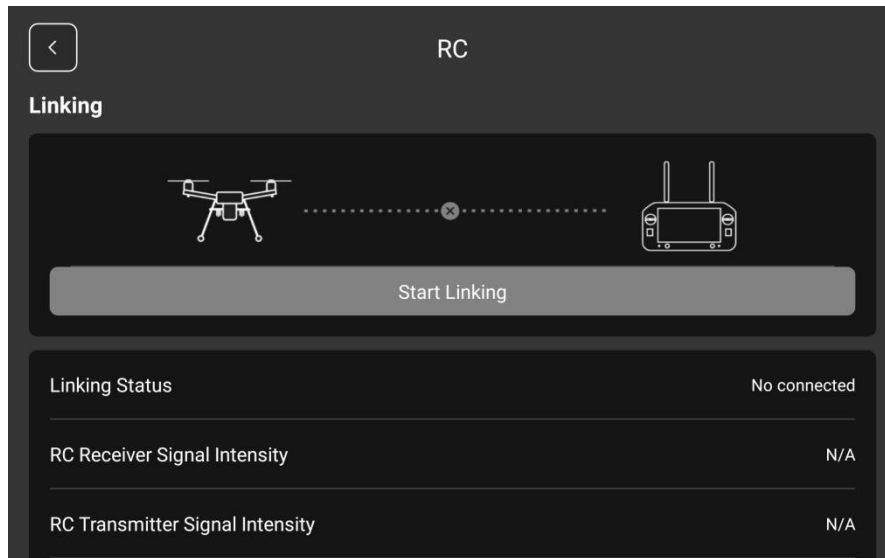 RC
Linking
Start Linking
Linking Status No connected
RC Receiver Signal Intensity N/A
RC Transmitter Signal Intensity N/A